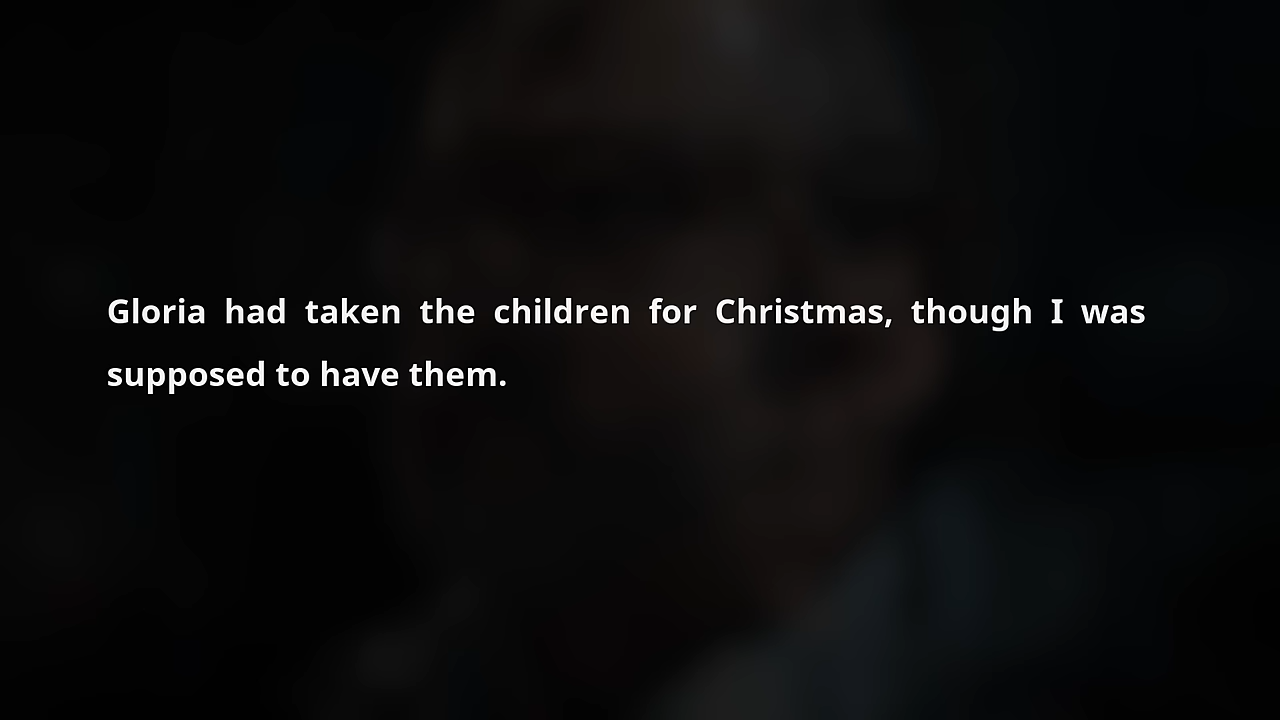 Gloria had taken the children for Christmas, though I was
supposed to have them.